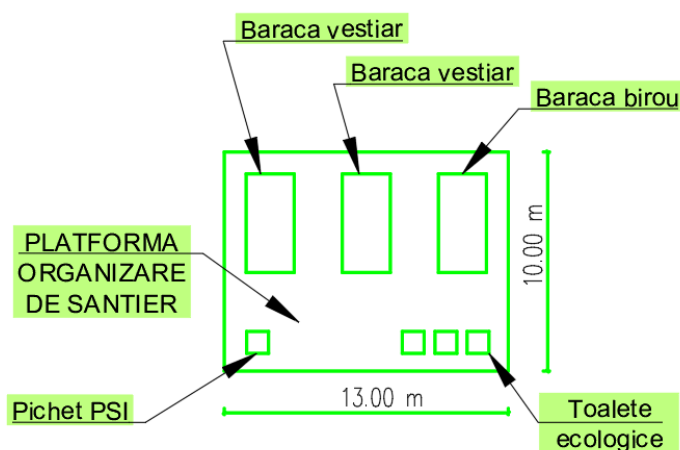 Baraca vestiar
Baraca vestiar
Baraca birou
PLATFORMA
ORGANIZARE
DE SANTIER
10.00 m
13.00 m
Pichet PSI
Toalete
ecologice